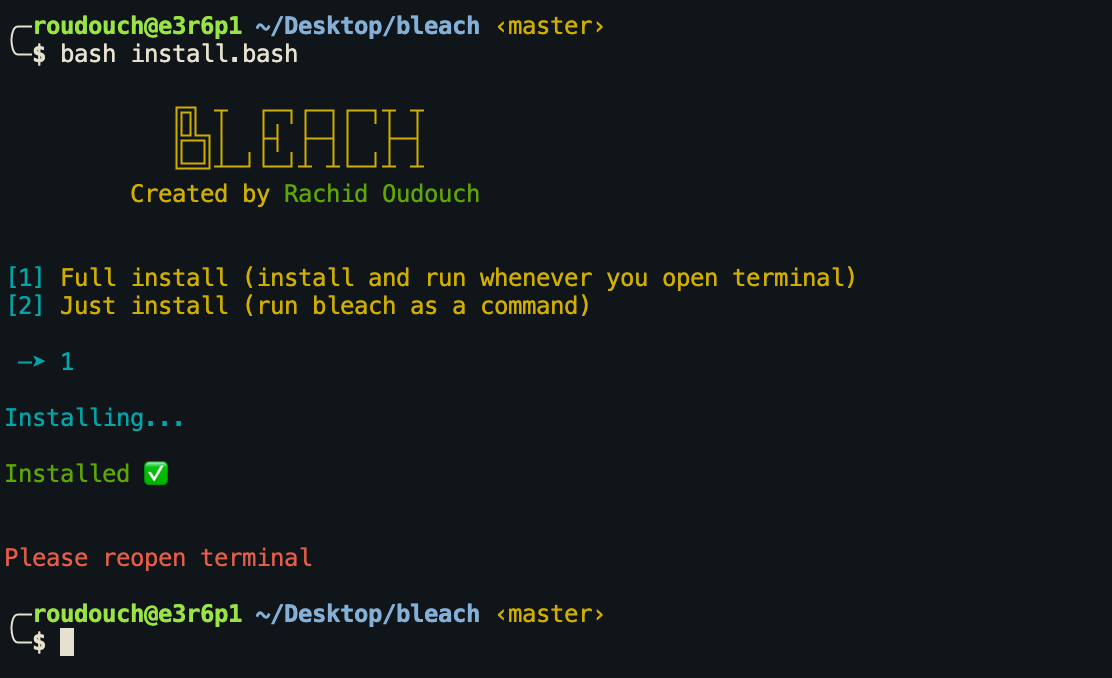 roudouch@e3r6p1 ~/Desktop/bleach ‹master›
$ bash install.bash
BLEACH
Created by Rachid Oudouch
[1] Full install (install and run whenever you open terminal)
[2] Just install (run bleach as a command)
—➤ 1
Installing...
Installed ✅
Please reopen terminal
roudouch@e3r6p1 ~/Desktop/bleach ‹master›
$